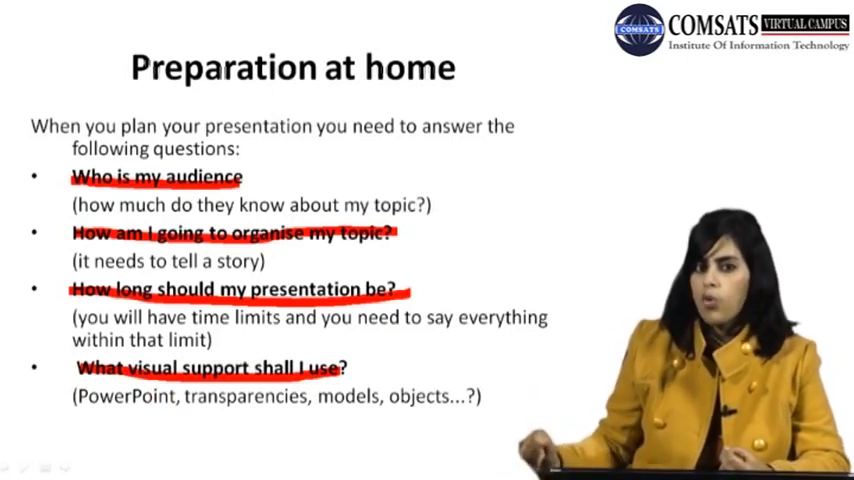 COMSATS VIRTUAL CAMPUS
COMSATS
Institute Of Information Technology
Preparation at home
When you plan your presentation you need to answer the
following questions:
• Who is my audience
(how much do they know about my topic?)
• How am I going to organise my topic?
(it needs to tell a story)
• How long should my presentation be?
(you will have time limits and you need to say everything
within that limit)
• What visual support shall I use?
(PowerPoint, transparencies, models, objects...?)